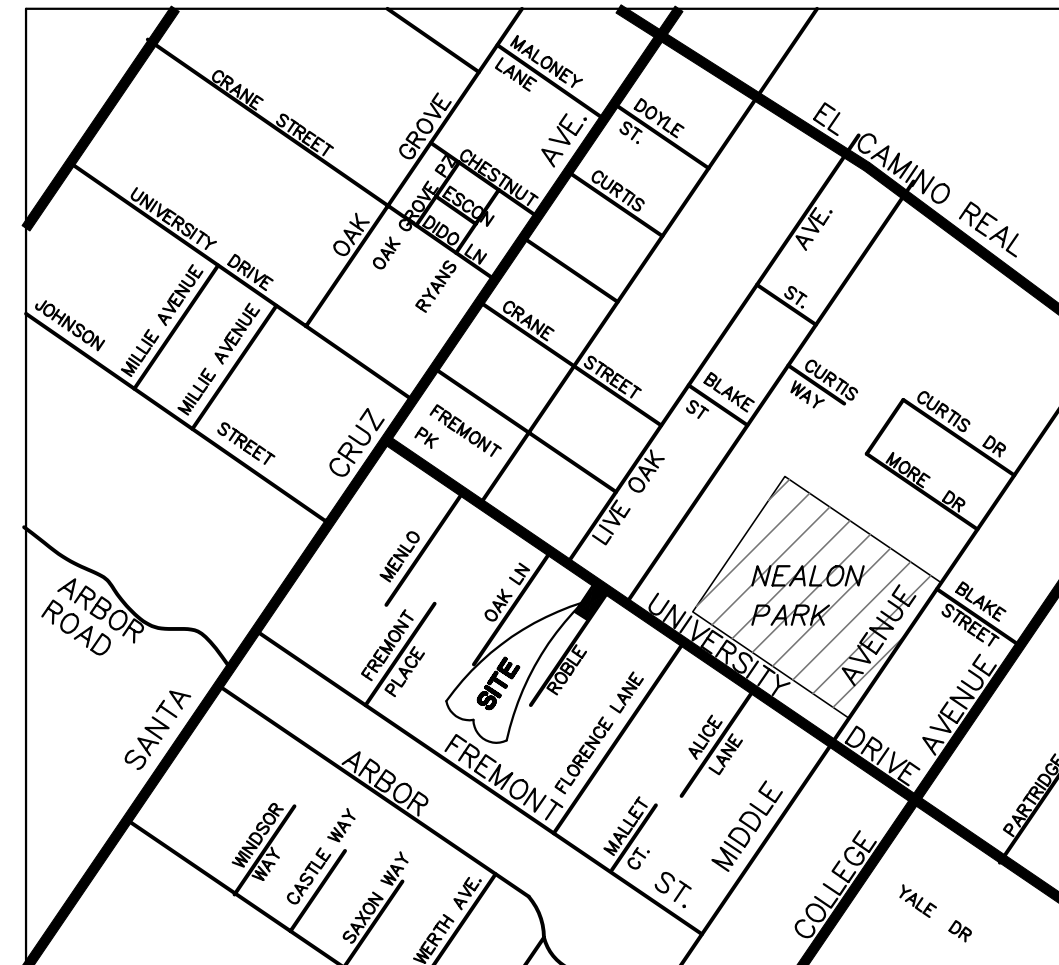 MALONEY
LANE
CRANE STREET
GROVE
OAK
AVE.
DOYLE
ST.
EL CAMINO REAL
CHESTNUT
OAK GROVE PZ
ESCON
DIDO LN
RYANS
CURTIS
UNIVERSITY DRIVE
AVE.
ST.
MILLIE AVENUE
MILLIE AVENUE
JOHNSON
STREET
CRANE STREET
BLAKE
ST
CURTIS
WAY
CURTIS DR
MORE DR
CRUZ
FREMONT
PK
LIVE OAK
NEALON
PARK
MENLO
OAK LN
ARBOR
ROAD
FREMONT
PLACE
SITE
ROBLE
UNIVERSITY
DRIVE
AVENUE
BLAKE
STREET
AVENUE
FLORENCE LANE
ALICE
LANE
SANTA
ARBOR
FREMONT
ST.
MIDDLE
PARTRIDGE
MALLET
CT.
WINDSOR
WAY
CASTLE WAY
SAXON WAY
WERTH AVE.
COLLEGE
YALE DR